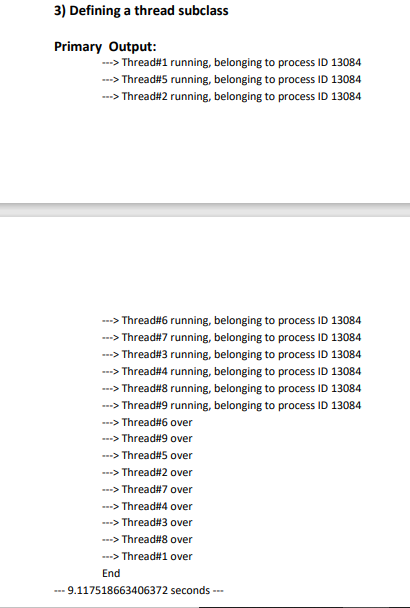 3) Defining a thread subclass
Primary Output:
---> Thread#1 running, belonging to process ID 13084
---> Thread#5 running, belonging to process ID 13084
---> Thread#2 running, belonging to process ID 13084
---> Thread#6 running, belonging to process ID 13084
---> Thread#7 running, belonging to process ID 13084
---> Thread#3 running, belonging to process ID 13084
---> Thread#4 running, belonging to process ID 13084
---> Thread#8 running, belonging to process ID 13084
---> Thread#9 running, belonging to process ID 13084
---> Thread#6 over
---> Thread#9 over
---> Thread#5 over
---> Thread#2 over
---> Thread#7 over
---> Thread#4 over
---> Thread#3 over
---> Thread#8 over
---> Thread#1 over
End
--- 9.117518663406372 seconds ---